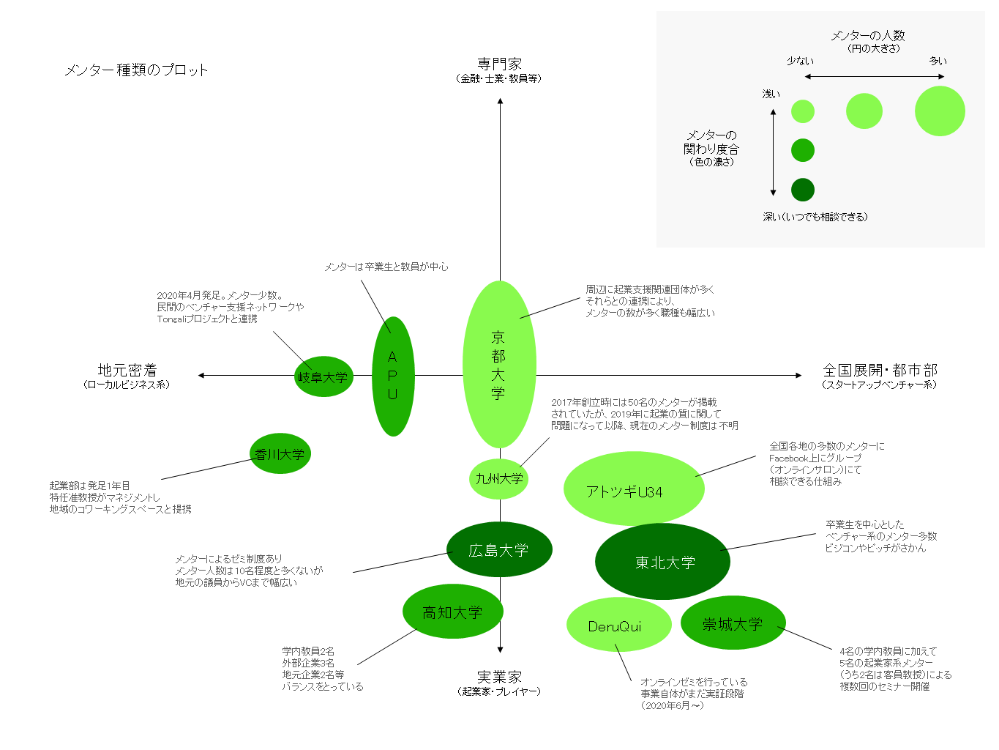 メンター種類のプロット
専門家
（金融・士業・教員等）
メンターの人数
（円の大きさ）
少ない
多い
浅い
メンターの
関わり度合
（色の濃さ）
深い（いつでも相談できる）
メンターは卒業生と教員が中心
2020年4月発足。メンター少数。
民間のベンチャー支援ネットワークや
Tongaliプロジェクトと連携
周辺に起業支援関連団体が多く
それらとの連携により、
メンターの数が多く職種も幅広い
地元密着
（ローカルビジネス系）
岐阜大学
APU
京都大学
全国展開・都市部
（スタートアップベンチャー系）
2017年創立時には50名のメンターが掲載
されていたが、2019年に起業の質に関して
問題になって以降、現在のメンター制度は不明
香川大学
起業部は発足1年目
特任准教授がマネジメントし
地域のコワーキングスペースと提携
九州大学
アトツギU34
全国各地の多数のメンターに
Facebook上にグループ
（オンラインサロン）にて
相談できる仕組み
広島大学
メンターによるゼミ制度あり
メンター人数は10名程度と多くないが
地元の議員からVCまで幅広い
東北大学
卒業生を中心とした
ベンチャー系のメンター多数
ビジコンやピッチがさかん
高知大学
学内教員2名
外部企業3名
地元企業2名等
バランスをとっている
DeruQui
オンラインゼミを行っている
事業自体がまだ実証段階
（2020年6月～）
崇城大学
4名の学内教員に加えて
5名の起業家系メンター
（うち2名は客員教授）による
複数回のセミナー開催
実業家
（起業家・プレイヤー）